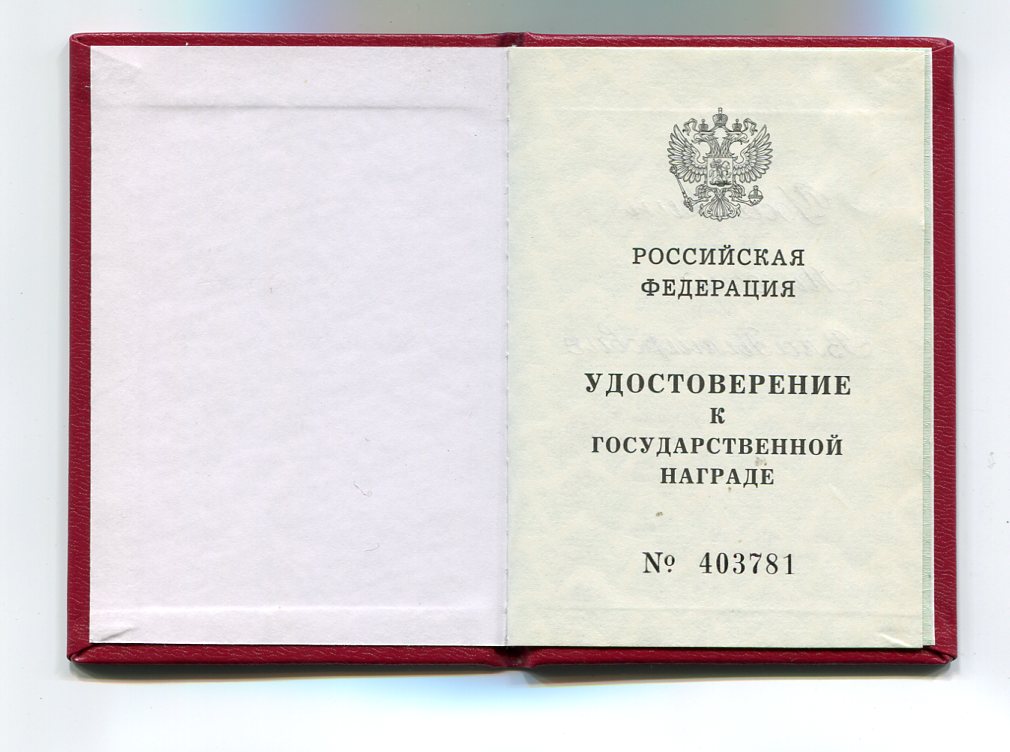 РОССИЙСКАЯ
ФЕДЕРАЦИЯ
УДОСТОВЕРЕНИЕ
К
ГОСУДАРСТВЕННОЙ
НАГРАДЕ
№ 403781